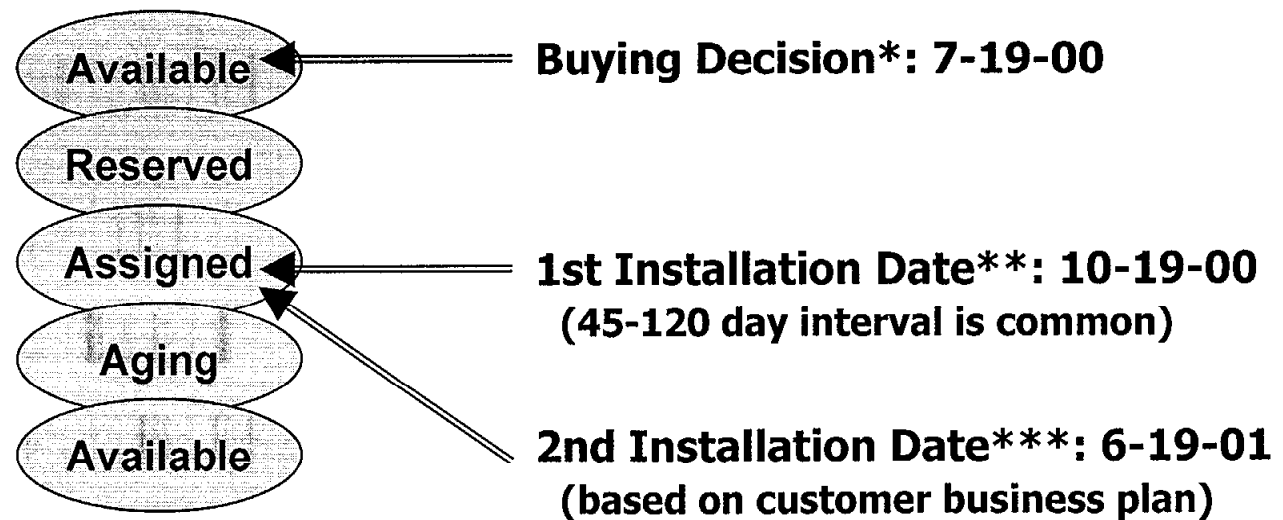 Available
Buying Decision*: 7-19-00
Reserved
Assigned
1st Installation Date**: 10-19-00
(45-120 day interval is common)
Aging
Available
2nd Installation Date***: 6-19-01
(based on customer business plan)